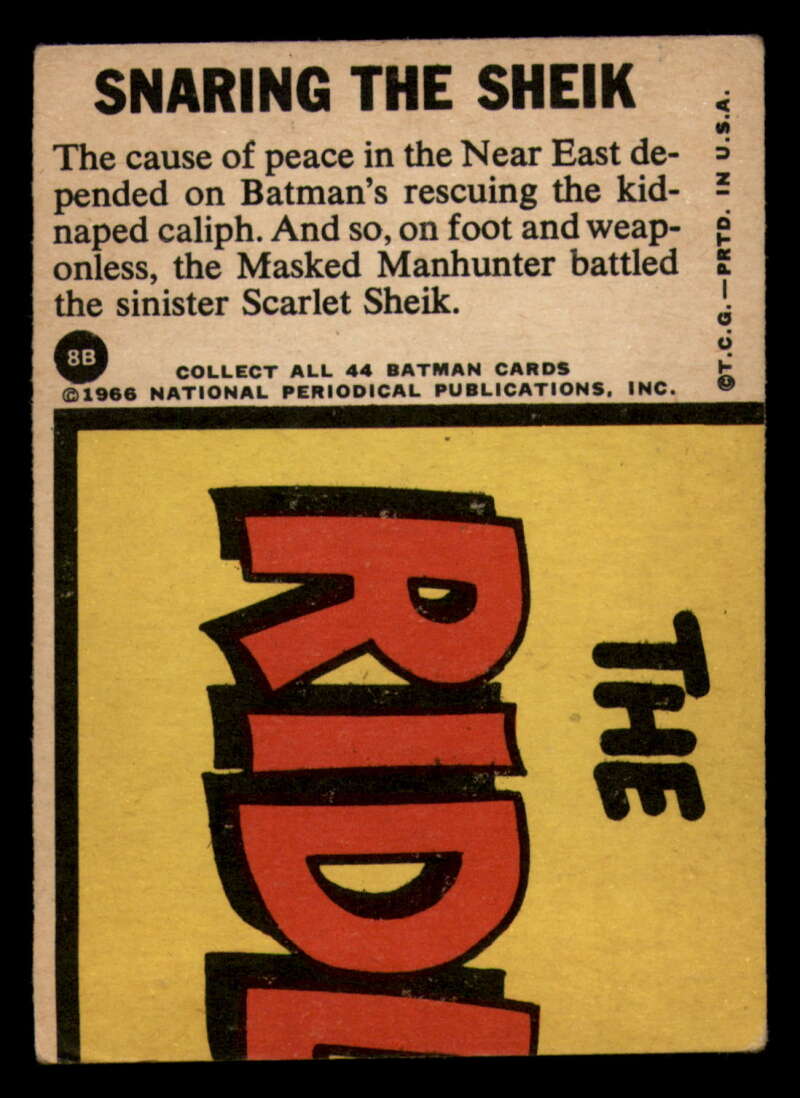 SNARING THE SHEIK
The cause of peace in the Near East de-
pended on Batman's rescuing the kid-
naped caliph. And so, on foot and weap-
onless, the Masked Manhunter battled
the sinister Scarlet Sheik.
8B
COLLECT ALL 44 BATMAN CARDS
©1966 NATIONAL PERIODICAL PUBLICATIONS, INC.
©T.C.G.—PRTD. IN U.S.A.
THE
RIDL